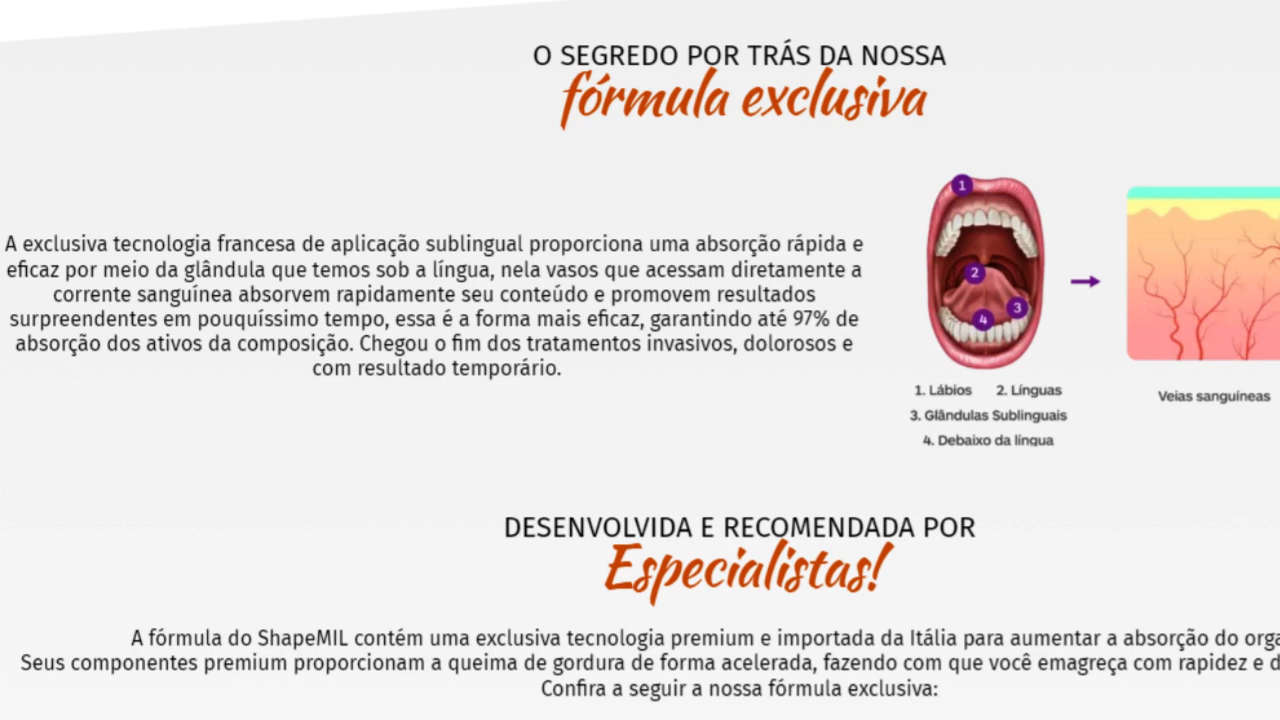 O SEGREDO POR TRÁS DA NOSSA
fórmula exclusiva
A exclusiva tecnologia francesa de aplicação sublingual proporciona uma absorção rápida e
eficaz por meio da glândula que temos sob a língua, nela vasos que acessam diretamente a
corrente sanguínea absorvem rapidamente seu conteúdo e promovem resultados
surpreendentes em pouquíssimo tempo, essa é a forma mais eficaz, garantindo até 97% de
absorção dos ativos da composição. Chegou o fim dos tratamentos invasivos, dolorosos e
com resultado temporário.
1
2
3
4
1. Lábios 2. Línguas
3. Glândulas Sublinguais
4. Debaixo da língua
Veias sanguíneas
DESENVOLVIDA E RECOMENDADA POR
Especialistas!
A fórmula do ShapeMIL contém uma exclusiva tecnologia premium e importada da Itália para aumentar a absorção do orga
Seus componentes premium proporcionam a queima de gordura de forma acelerada, fazendo com que você emagreça com rapidez e d
Confira a seguir a nossa fórmula exclusiva: